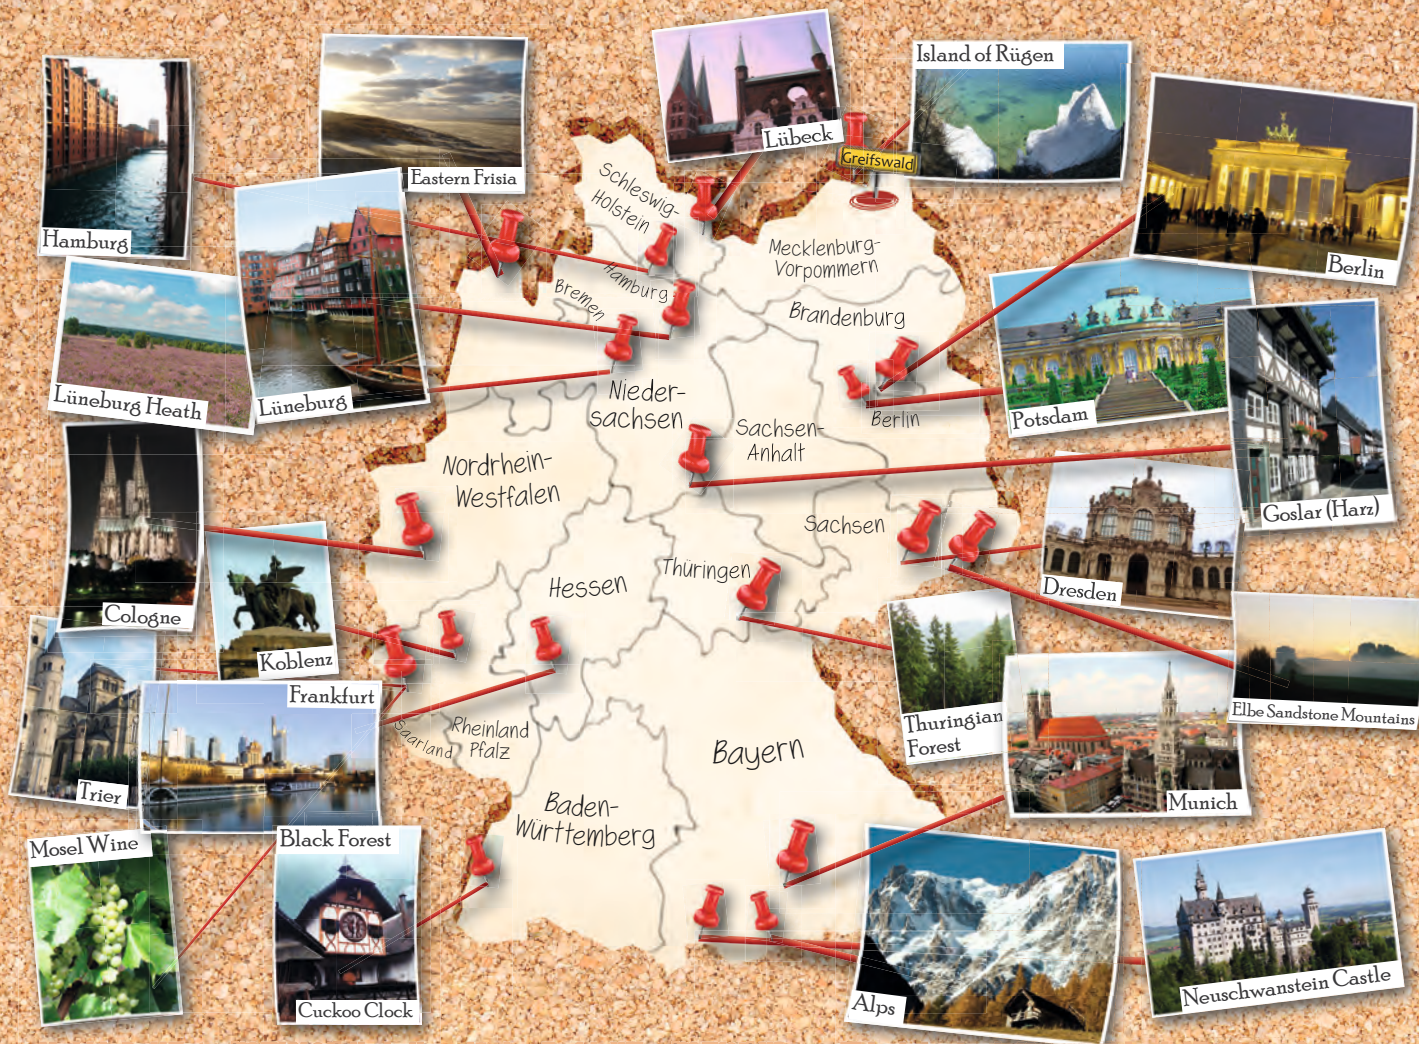 Hamburg
Eastern Frisia
Lübeck
Island of Rügen
Greifswald
Berlin
Schleswig-
Holstein
Mecklenburg-
Vorpommern
Hamburg
Bremen
Brandenburg
Lüneburg Heath
Lüneburg
Nieder-
sachsen
Berlin
Potsdam
Sachsen-
Anhalt
Goslar (Harz)
Nordrhein-
Westfalen
Sachsen
Cologne
Koblenz
Hessen
Thüringen
Dresden
Elbe Sandstone Mountains
Thuringian
Forest
Frankfurt
Trier
Saarland
Rheinland
Pfalz
Bayern
Munich
Baden-
Württemberg
Mosel Wine
Black Forest
Cuckoo Clock
Alps
Neuschwanstein Castle